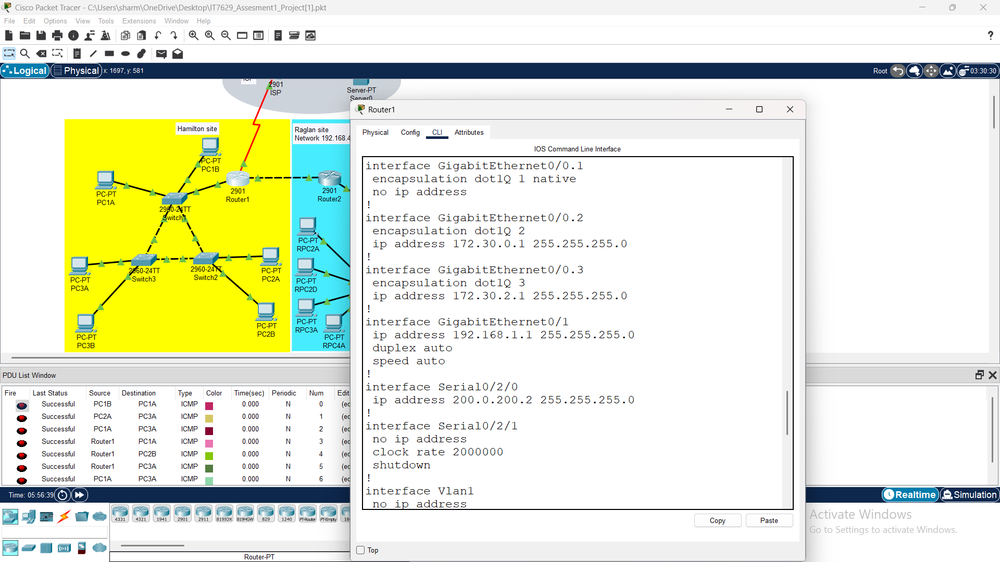 Cisco Packet Tracer - C:\Users\sharm\OneDrive\Desktop\IT7629_Assesment1_Project[1].pkt
File Edit Options View Tools Extensions Window Help
Logical Physical x: 1697, y: 581 Root 03:30:30
2901
ISP
Server-PT
Server0
Hamilton site
Raglan site
Network 192.168.4
PC-PT
PC1B
PC-PT
PC1A
2901
Router1
2901
Router2
2960-24TT
Switch1
PC-PT
RPC2A
2960-24TT
Switch3
2960-24TT
Switch2
PC-PT
PC2A
PC-PT
PC3A
PC-PT
RPC2D
PC-PT
RPC3A
PC-PT
PC2B
PC-PT
PC3B
PC-PT
RPC4A
Router1
Physical Config CLI Attributes
IOS Command Line Interface
interface GigabitEthernet0/0.1
encapsulation dot1Q 1 native
no ip address
!
interface GigabitEthernet0/0.2
encapsulation dot1Q 2
ip address 172.30.0.1 255.255.255.0
!
interface GigabitEthernet0/0.3
encapsulation dot1Q 3
ip address 172.30.2.1 255.255.255.0
!
interface GigabitEthernet0/1
ip address 192.168.1.1 255.255.255.0
duplex auto
speed auto
!
interface Serial0/2/0
ip address 200.0.200.2 255.255.255.0
!
interface Serial0/2/1
no ip address
clock rate 2000000
shutdown
!
interface Vlan1
no ip address
Copy Paste
Top
PDU List Window
Fire Last Status Source Destination Type Color Time(sec) Periodic Num Edit
Successful PC1B PC1A ICMP 0.000 N 0 (ed
Successful PC2A PC3A ICMP 0.000 N 1 (ed
Successful PC1A PC3A ICMP 0.000 N 2 (ed
Successful Router1 PC1A ICMP 0.000 N 3 (ed
Successful Router1 PC2B ICMP 0.000 N 4 (ed
Successful Router1 PC3A ICMP 0.000 N 5 (ed
Successful PC1A PC3A ICMP 0.000 N 6 (ed
Time: 05:56:39 Realtime Simulation
4331 4321 1941 2901 2911 819IOX 819HGW 829 1240 PT-Router PT-Empty 18
Router-PT
Activate Windows
Go to Settings to activate Windows.